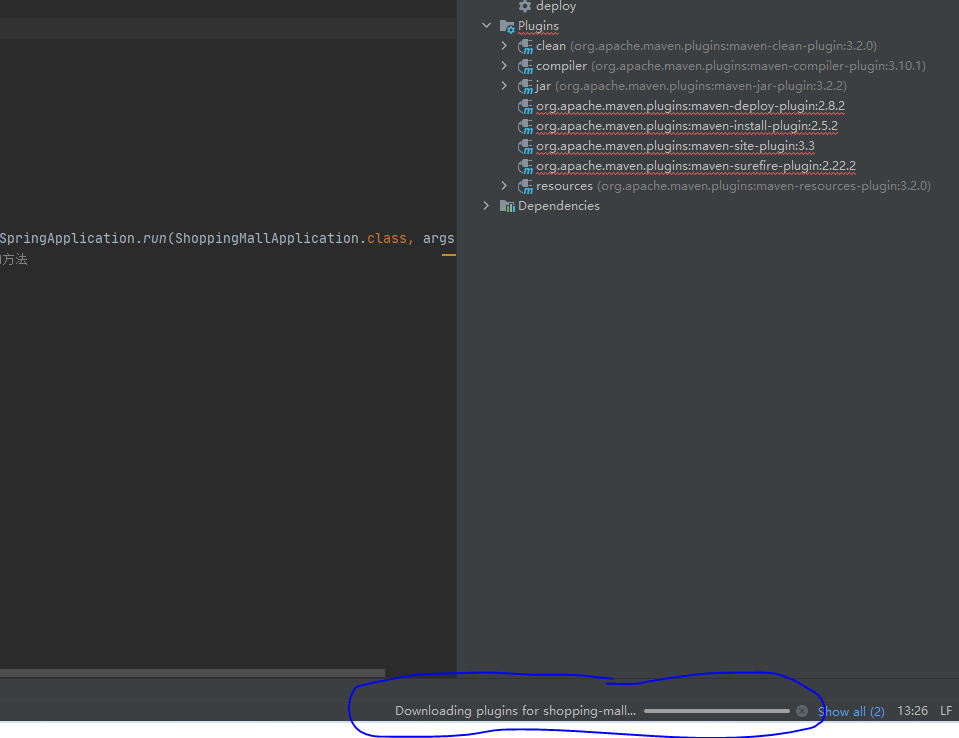 deploy
Plugins
clean (org.apache.maven.plugins:maven-clean-plugin:3.2.0)
compiler (org.apache.maven.plugins:maven-compiler-plugin:3.10.1)
jar (org.apache.maven.plugins:maven-jar-plugin:3.2.2)
org.apache.maven.plugins:maven-deploy-plugin:2.8.2
org.apache.maven.plugins:maven-install-plugin:2.5.2
org.apache.maven.plugins:maven-site-plugin:3.3
org.apache.maven.plugins:maven-surefire-plugin:2.22.2
resources (org.apache.maven.plugins:maven-resources-plugin:3.2.0)
Dependencies
SpringApplication.run(ShoppingMallApplication.class, args
方法
Downloading plugins for shopping-mall... Show all (2) 13:26 LF